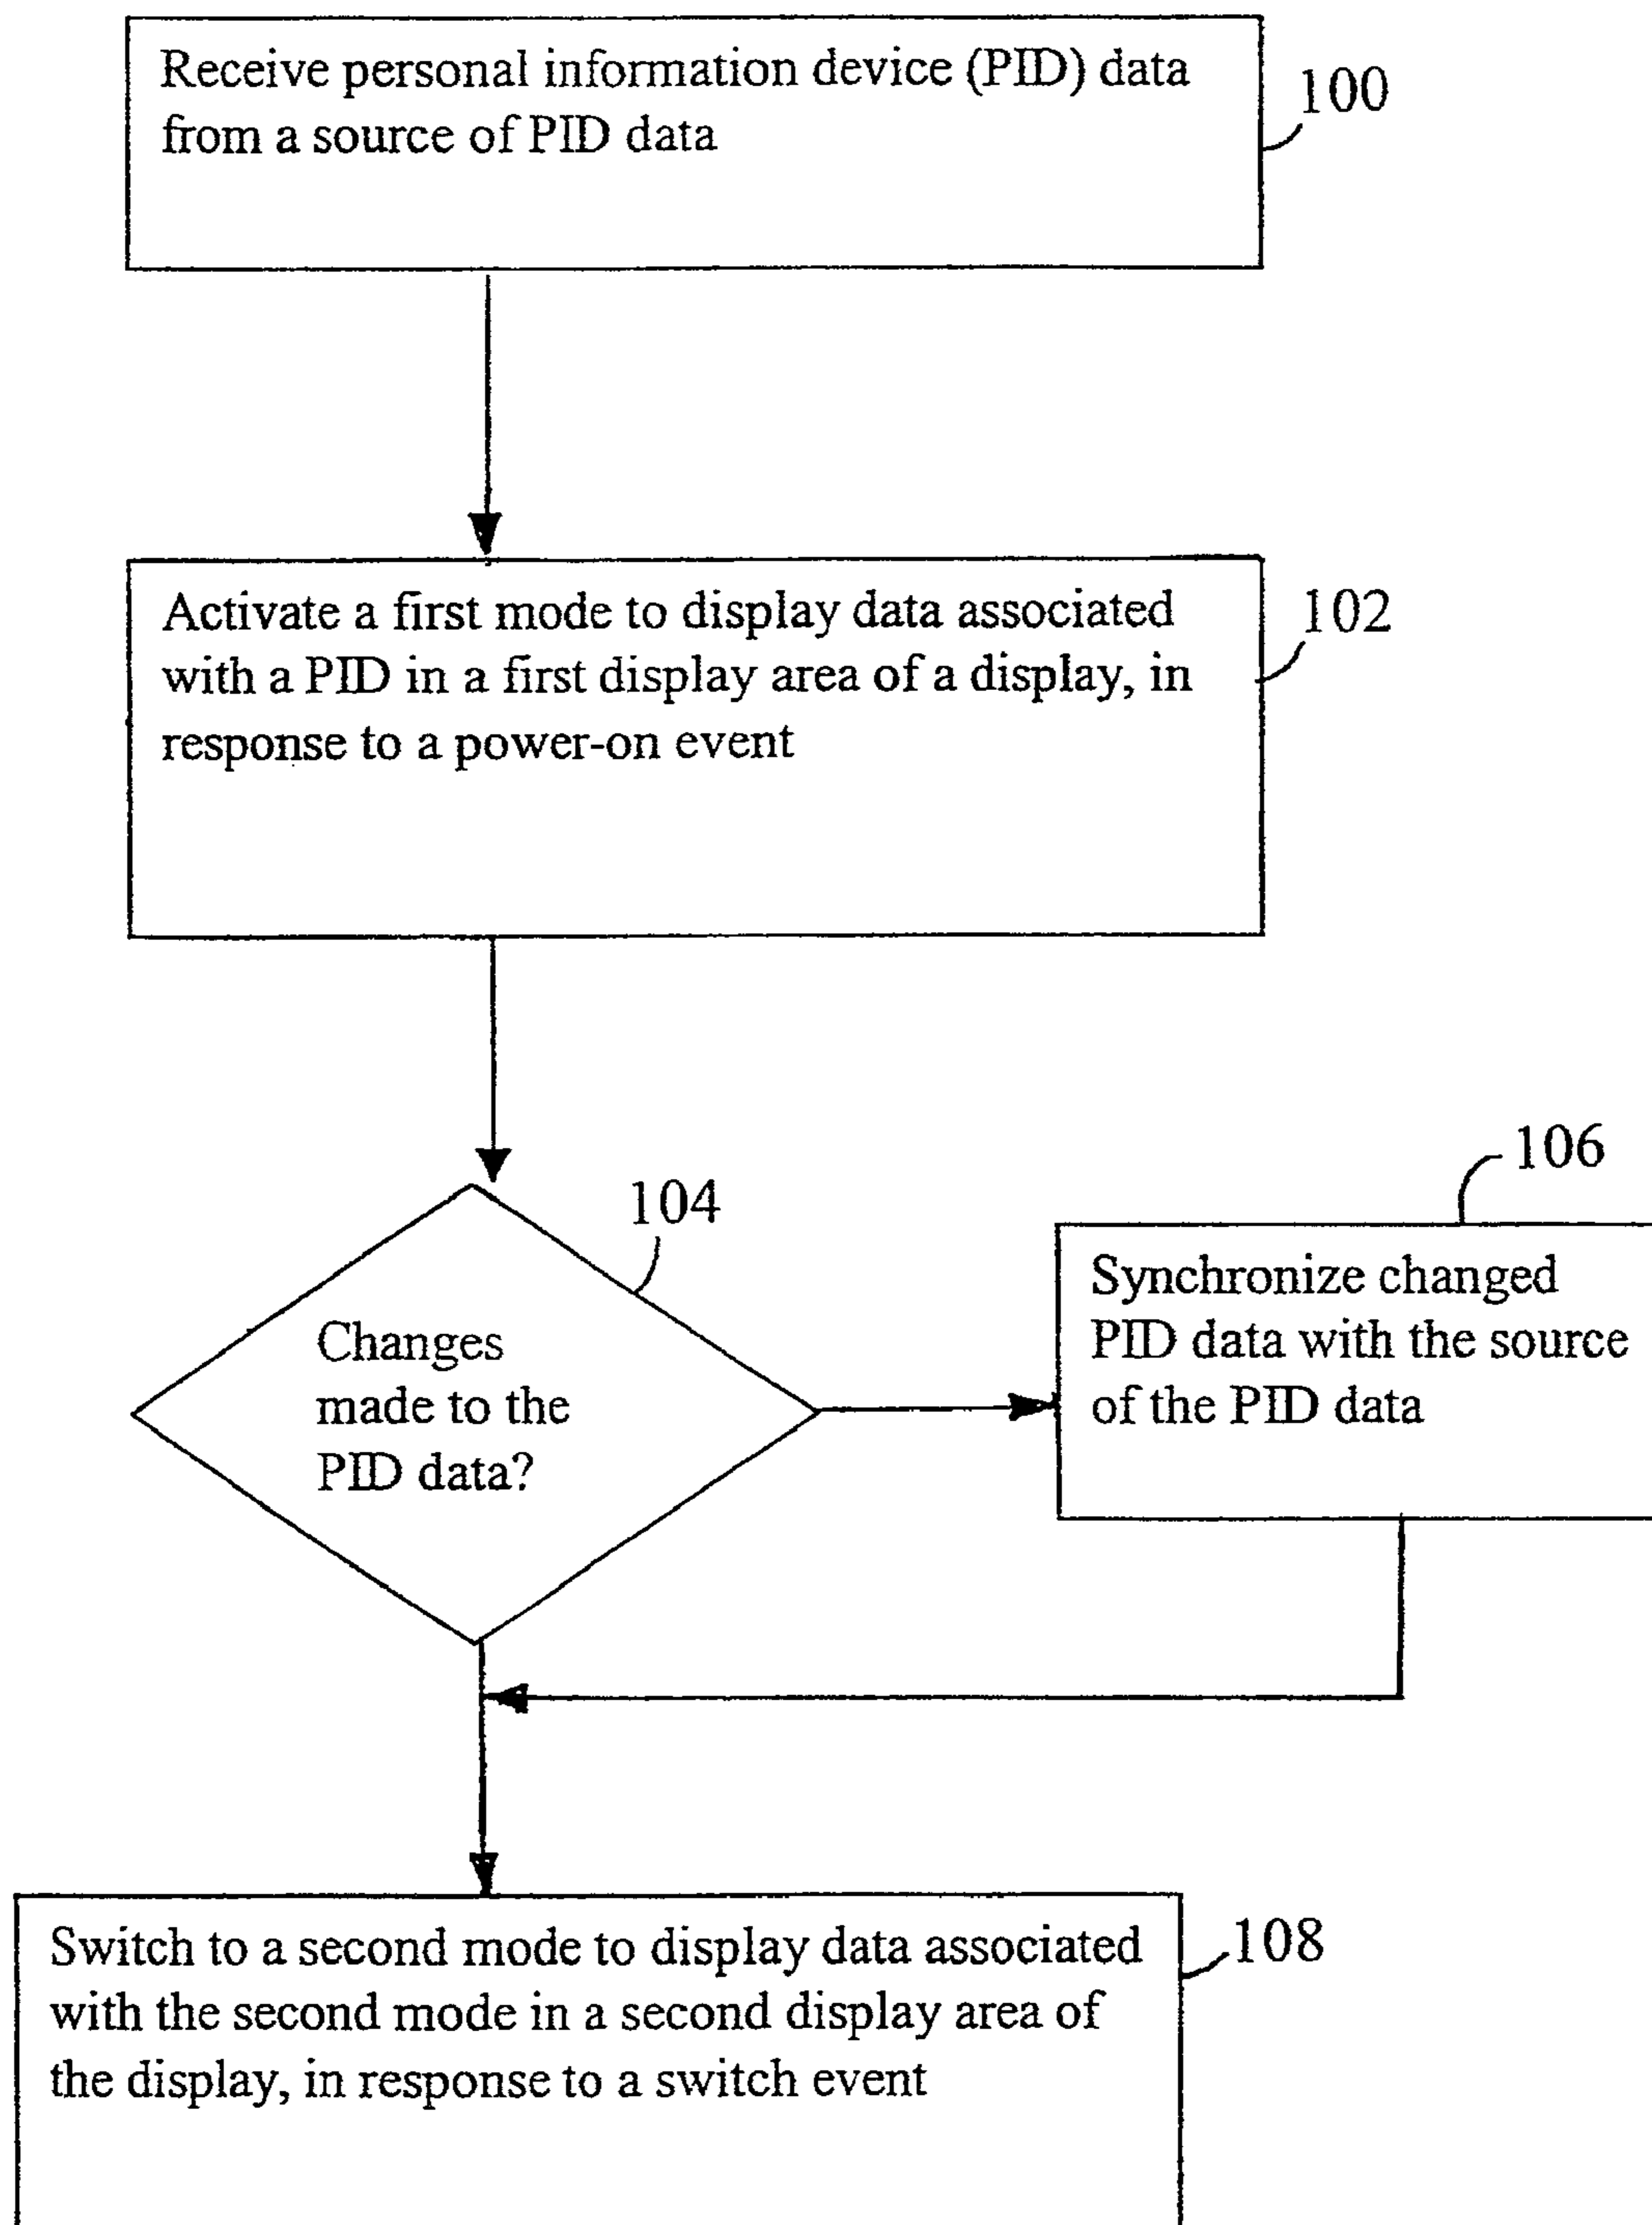 Receive personal information device (PID) data
from a source of PID data
100
Activate a first mode to display data associated
with a PID in a first display area of a display, in
response to a power-on event
102
104
Changes
made to the
PID data?
106
Synchronize changed
PID data with the source
of the PID data
Switch to a second mode to display data associated
with the second mode in a second display area of
the display, in response to a switch event
108